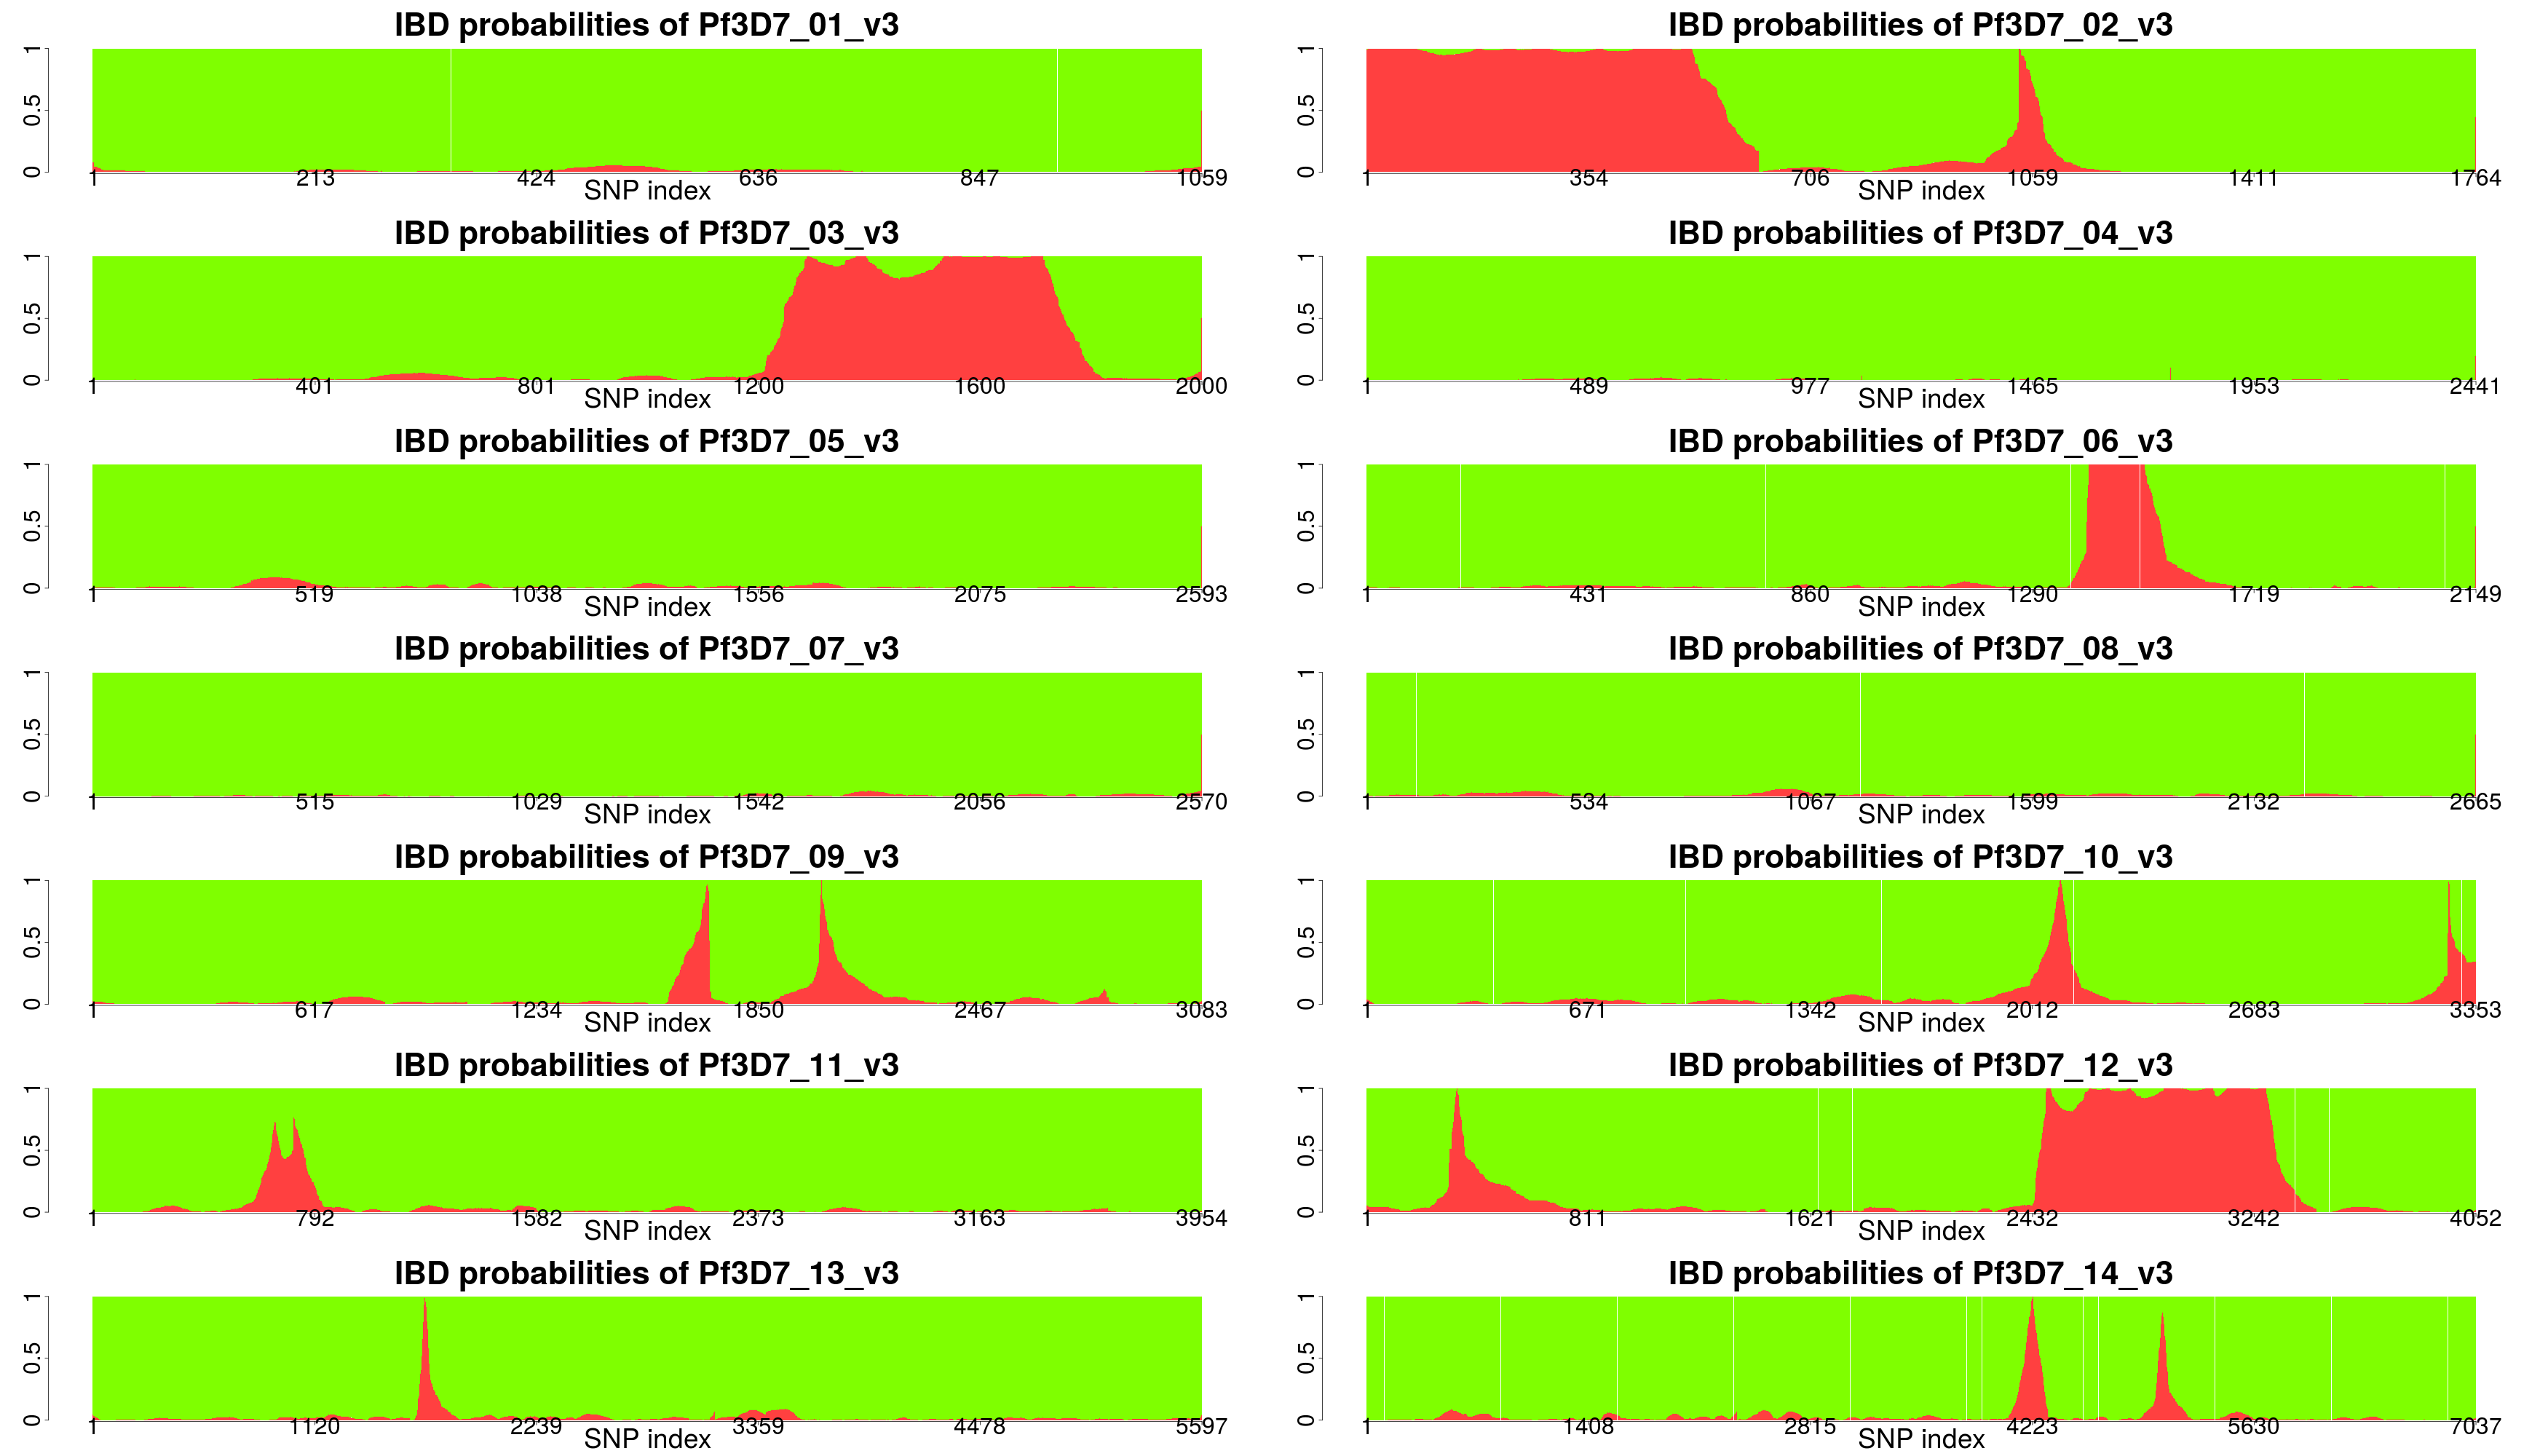 IBD probabilities of Pf3D7_01_v3
0 0.5 1
1 213 424 636 847 1059
SNP index
IBD probabilities of Pf3D7_02_v3
0 0.5 1
1 354 706 1059 1411 1764
SNP index
IBD probabilities of Pf3D7_03_v3
0 0.5 1
1 401 801 1200 1600 2000
SNP index
IBD probabilities of Pf3D7_04_v3
0 0.5 1
1 489 977 1465 1953 2441
SNP index
IBD probabilities of Pf3D7_05_v3
0 0.5 1
1 519 1038 1556 2075 2593
SNP index
IBD probabilities of Pf3D7_06_v3
0 0.5 1
1 431 860 1290 1719 2149
SNP index
IBD probabilities of Pf3D7_07_v3
0 0.5 1
1 515 1029 1542 2056 2570
SNP index
IBD probabilities of Pf3D7_08_v3
0 0.5 1
1 534 1067 1599 2132 2665
SNP index
IBD probabilities of Pf3D7_09_v3
0 0.5 1
1 617 1234 1850 2467 3083
SNP index
IBD probabilities of Pf3D7_10_v3
0 0.5 1
1 671 1342 2012 2683 3353
SNP index
IBD probabilities of Pf3D7_11_v3
0 0.5 1
1 792 1582 2373 3163 3954
SNP index
IBD probabilities of Pf3D7_12_v3
0 0.5 1
1 811 1621 2432 3242 4052
SNP index
IBD probabilities of Pf3D7_13_v3
0 0.5 1
1 1120 2239 3359 4478 5597
SNP index
IBD probabilities of Pf3D7_14_v3
0 0.5 1
1 1408 2815 4223 5630 7037
SNP index